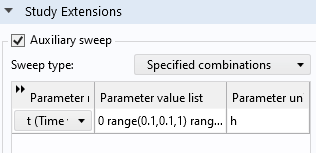 Study Extensions
Auxiliary sweep
Sweep type: Specified combinations
Parameter Parameter value list Parameter un
t (Time 0 range(0.1,0.1,1) rang... h